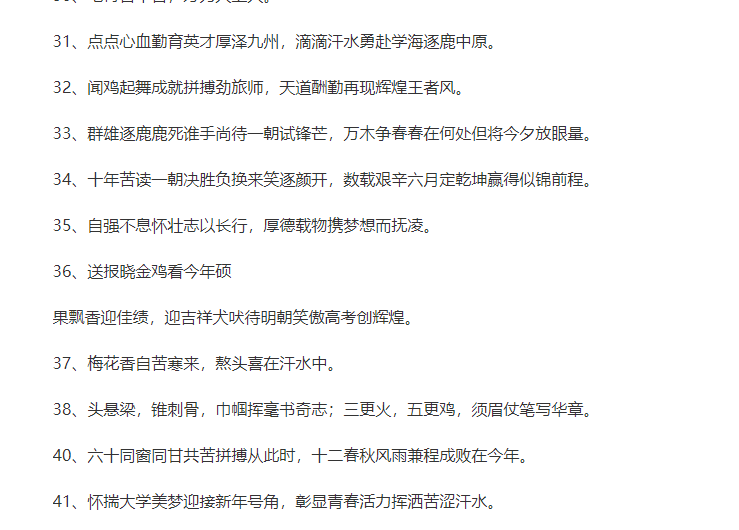 31、点点心血勤育英才厚泽九州，滴滴汗水勇赴学海逐鹿中原。
32、闻鸡起舞成就拼搏劲旅师，天道酬勤再现辉煌王者风。
33、群雄逐鹿鹿死谁手尚待一朝试锋芒，万木争春春在何处但将今夕放眼量。
34、十年苦读一朝决胜负换来笑逐颜开，数载艰辛六月定乾坤赢得似锦前程。
35、自强不息怀壮志以长行，厚德载物携梦想而抚凌。
36、送报晓金鸡看今年硕
果飘香迎佳绩，迎吉祥犬吠待明朝笑傲高考创辉煌。
37、梅花香自苦寒来，熬头喜在汗水中。
38、头悬梁，锥刺骨，巾帼挥毫书奇志；三更火，五更鸡，须眉仗笔写华章。
40、六十同窗同甘共苦拼搏从此时，十二春秋风雨兼程成败在今年。
41、怀揣大学美梦迎接新年号角，彰显青春活力挥洒苦涩汗水。